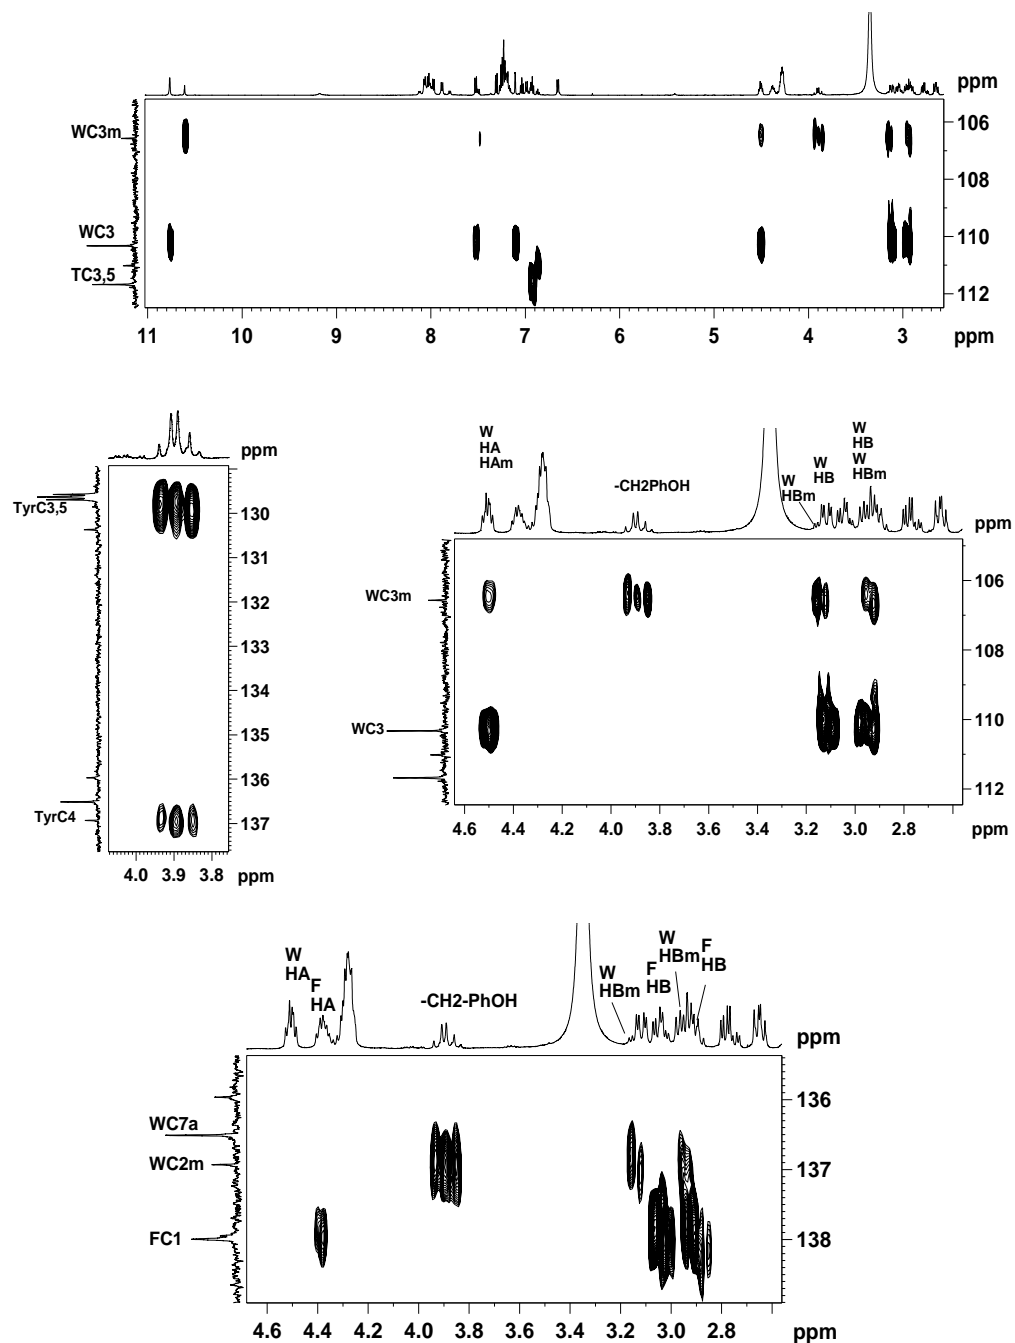 ppm
WC3m
WC3
TC3,5
106
108
110
112
11 10 9 8 7 6 5 4 3 ppm
ppm
TyrC3,5
TyrC4
130
131
132
133
134
135
136
137
4.0 3.9 3.8 ppm
W
HA
HAm
-CH2PhOH
W
HBm
W
HB
W
HB
W
HBm
ppm
WC3m
WC3
106
108
110
112
4.6 4.4 4.2 4.0 3.8 3.6 3.4 3.2 3.0 2.8 ppm
W
HA
F
HA
-CH2-PhOH
W
HBm
F
HB
W
HBm
F
HB
ppm
WC7a
WC2m
FC1
136
137
138
4.6 4.4 4.2 4.0 3.8 3.6 3.4 3.2 3.0 2.8 ppm